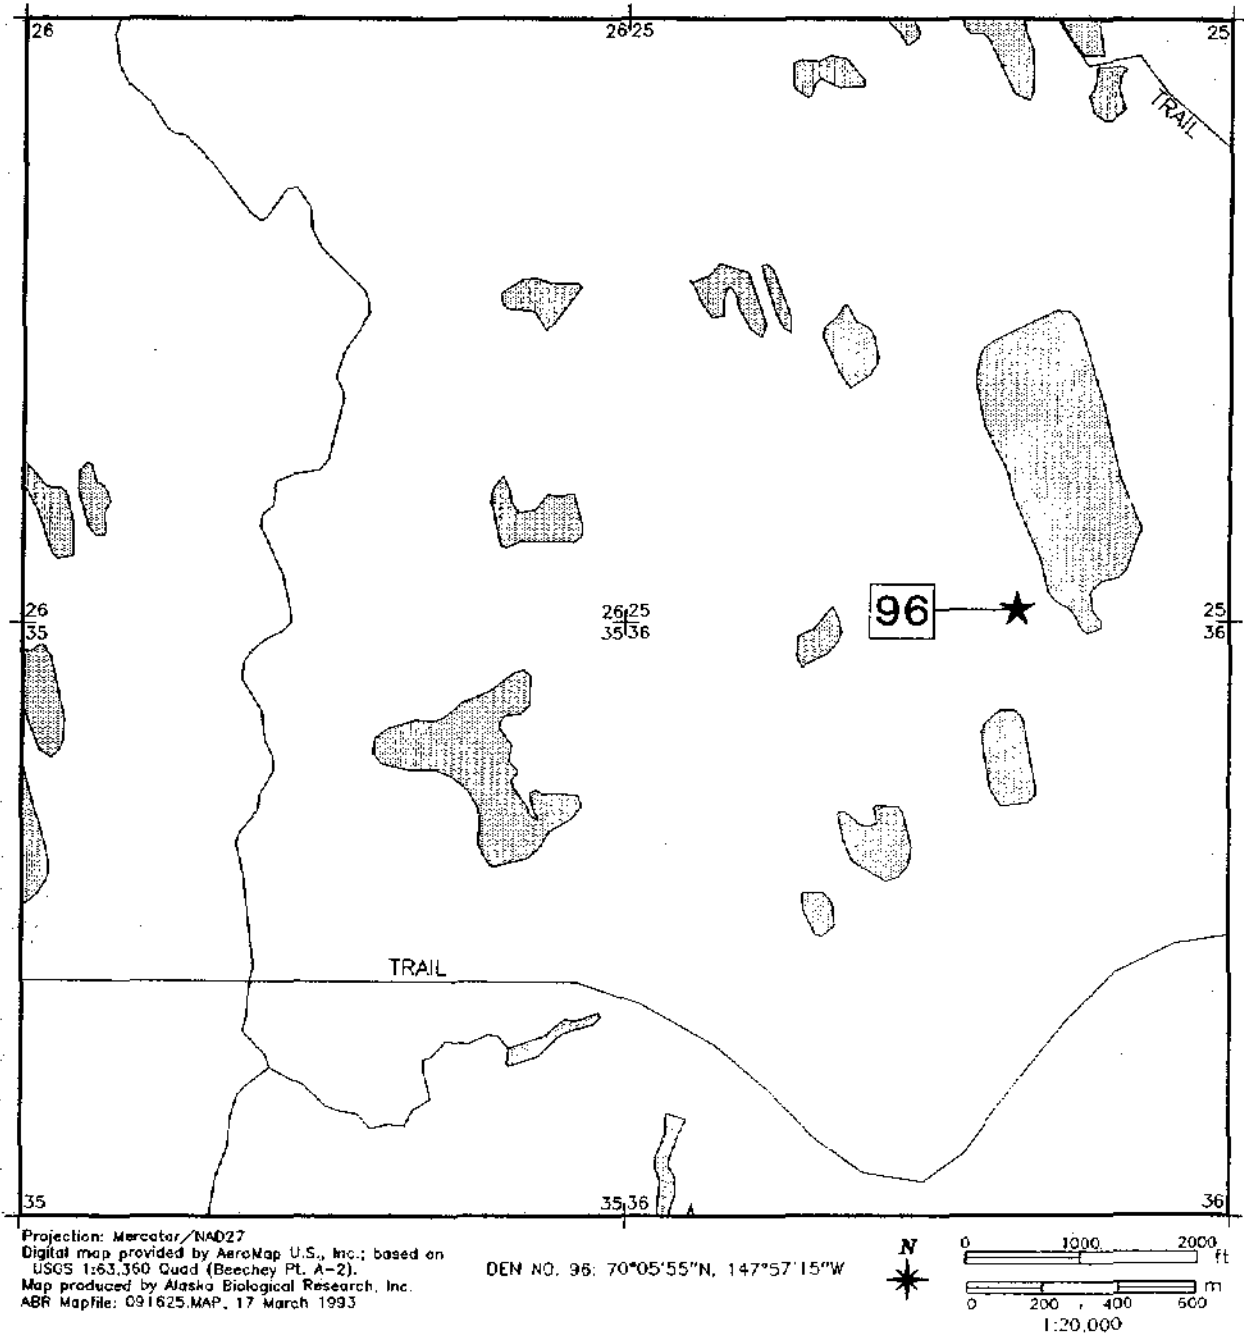 26
26 25
25
TRAIL
96
26
35
26 25
35 36
25
36
TRAIL
35
35 36
36
Projection: Mercator/NAD27
Digital map provided by AeroMap U.S., Inc.; based on
USGS 1:63,360 Quad (Beechey Pt. A-2).
Map produced by Alaska Biological Research, Inc.
ABR Mapfile: 091625.MAP, 17 March 1993
DEN NO. 96: 70°05'55"N, 147°57'15"W
N
0 1000 2000 ft
m
0 200 400 600
1:20,000